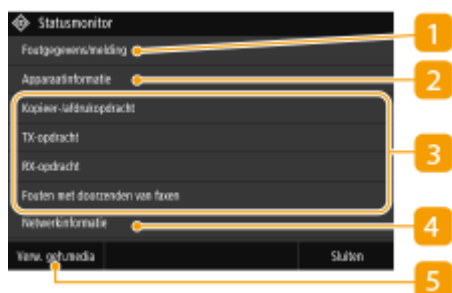 Statusmonitor
1
Foutgegevens/melding
Apparaatinformatie
2
Kopieer-/afdrukopdracht
TX-opdracht
3
RX-opdracht
Fouten met doorzenden van faxen
Netwerkinformatie
4
Verw. geh.media
Sluiten
5